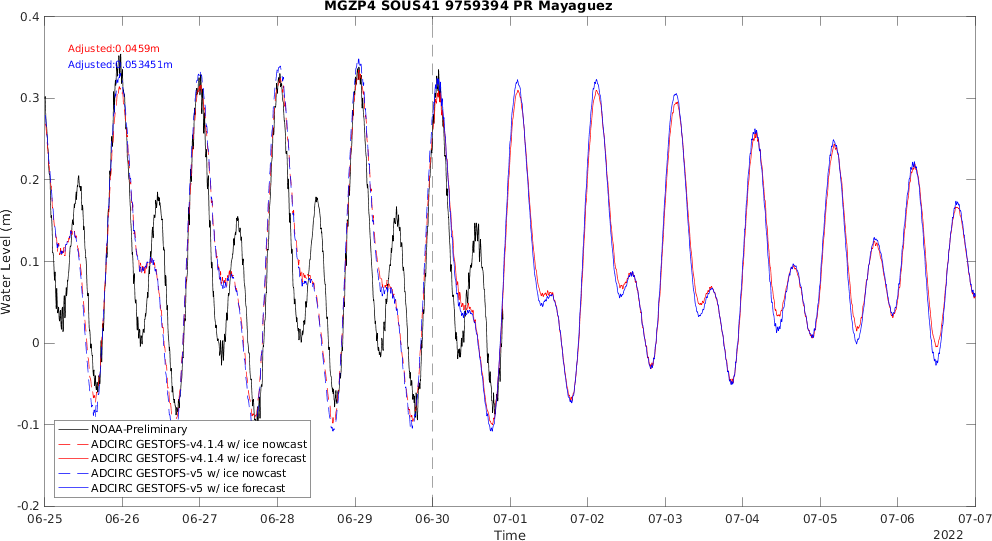 MGZP4 SOUS41 9759394 PR Mayaguez
0.4
Adjusted:0.0459m
Adjusted:0.053451m
0.3
0.2
Water Level (m)
0.1
0
-0.1
NOAA-Preliminary
ADCIRC GESTOFS-v4.1.4 w/ ice nowcast
ADCIRC GESTOFS-v4.1.4 w/ ice forecast
ADCIRC GESTOFS-v5 w/ ice nowcast
ADCIRC GESTOFS-v5 w/ ice forecast
-0.2
06-25 06-26 06-27 06-28 06-29 06-30 07-01 07-02 07-03 07-04 07-05 07-06 07-07
Time
2022